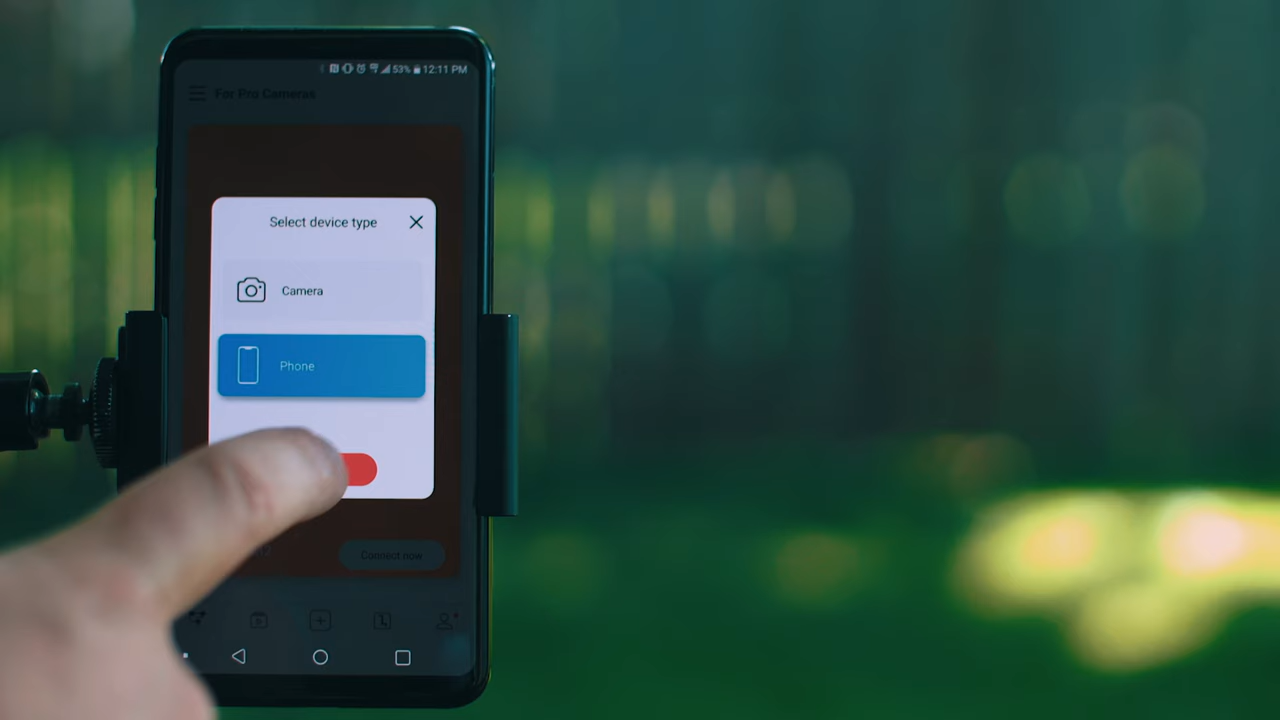 53% 12:11 PM
For Pro Cameras
Select device type
Camera
Phone
Connect now